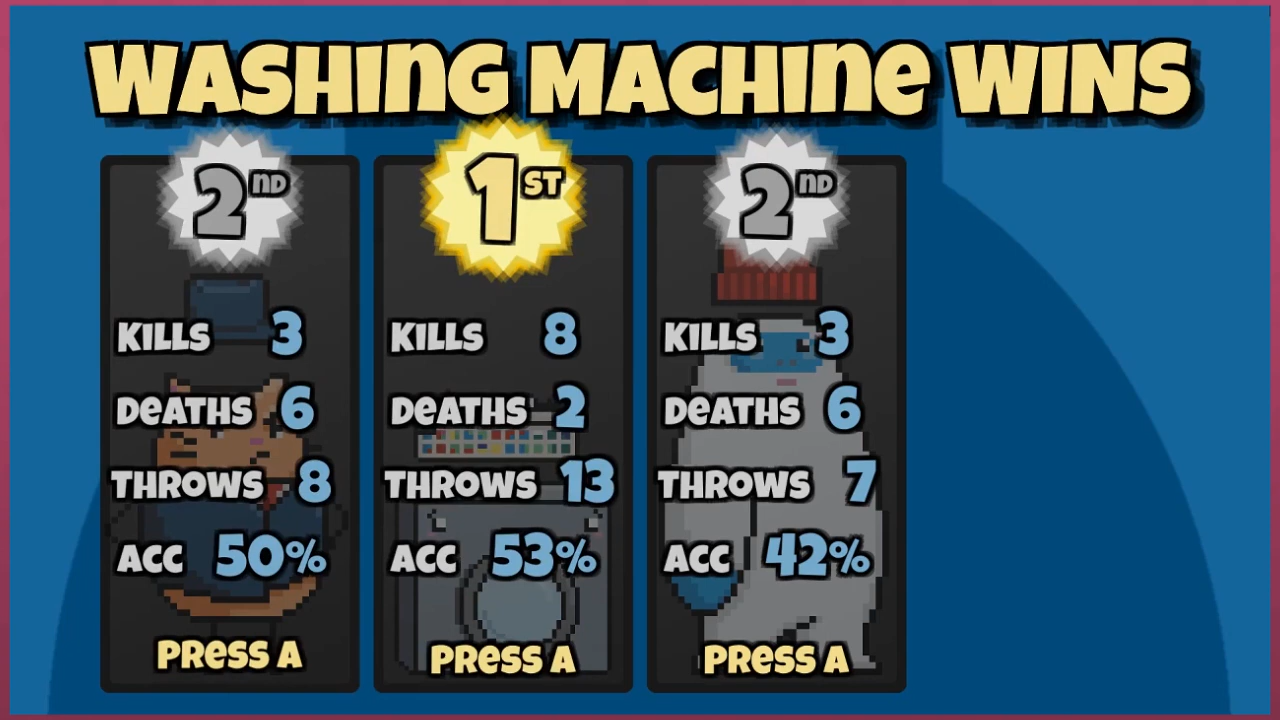 WASHING MACHINE WINS
2ND
KILLS 3
DEATHS 6
THROWS 8
ACC 50%
PRESS A
1ST
KILLS 8
DEATHS 2
THROWS 13
ACC 53%
PRESS A
2ND
KILLS 3
DEATHS 6
THROWS 7
ACC 42%
PRESS A